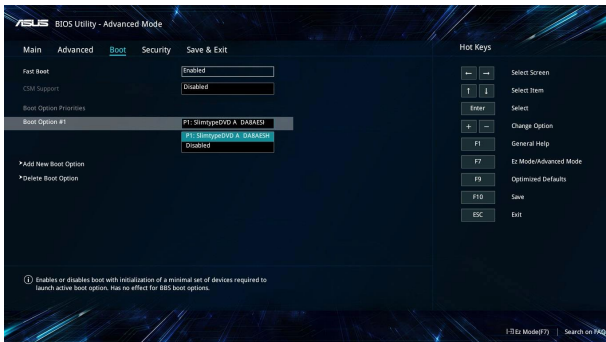 ASUS BIOS Utility - Advanced Mode
Main Advanced Boot Security Save & Exit
Hot Keys
Fast Boot Enabled
CSM Support Disabled
Boot Option Priorities
Boot Option #1 P1: SlimtypeDVD A DA8AESI
P1: SlimtypeDVD A DA8AESH
Disabled
Add New Boot Option
Delete Boot Option
← → Select Screen
↑ ↓ Select Item
Enter Select
+ − Change Option
F1 General Help
F7 Ez Mode/Advanced Mode
F9 Optimized Defaults
F10 Save
ESC Exit
Enables or disables boot with initialization of a minimal set of devices required to
launch active boot option. Has no effect for BBS boot options.
Ez Mode(F7) | Search on FAQ